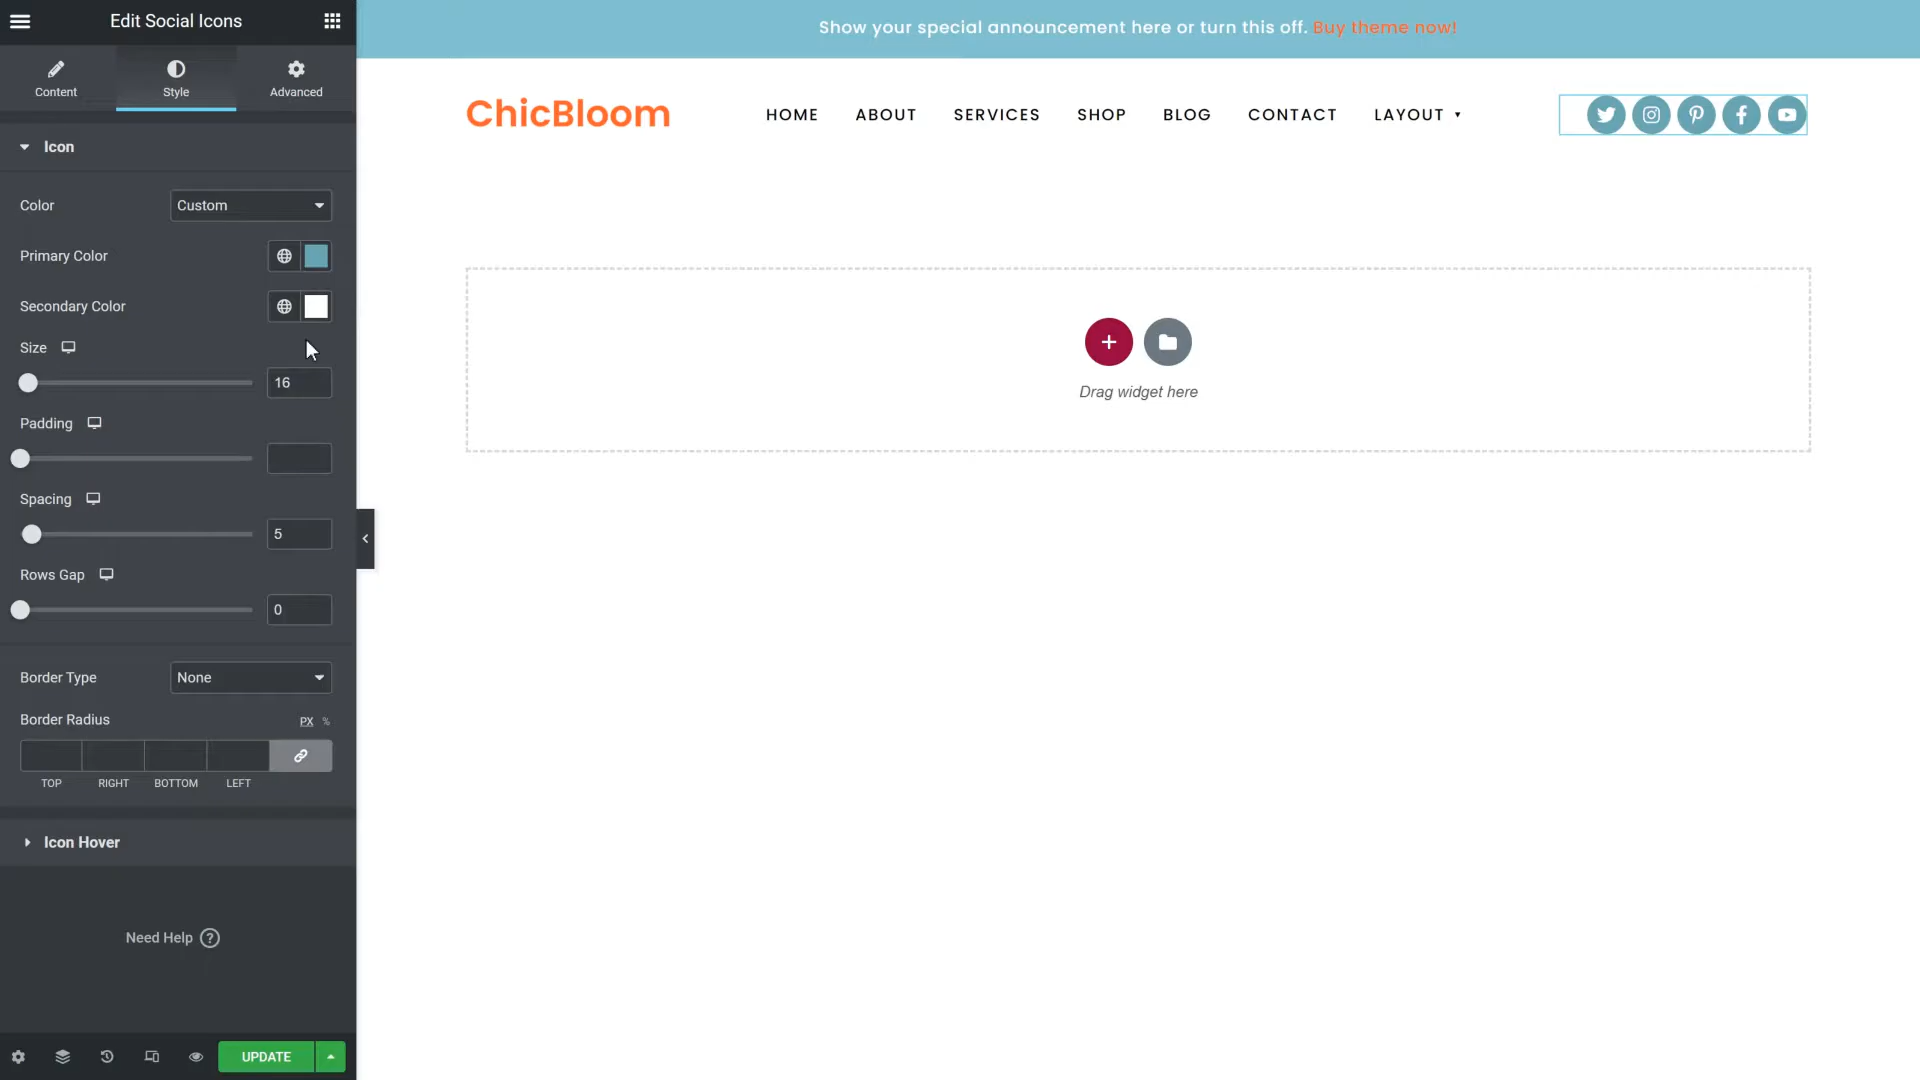 Edit Social Icons
Content
Style
Advanced
Icon
Color
Custom
Primary Color
Secondary Color
Size
16
Padding
Spacing
5
Rows Gap
0
Border Type
None
Border Radius
PX %
TOP RIGHT BOTTOM LEFT
Icon Hover
Need Help ?
UPDATE
Show your special announcement here or turn this off. Buy theme now!
ChicBloom
HOME ABOUT SERVICES SHOP BLOG CONTACT LAYOUT
Drag widget here